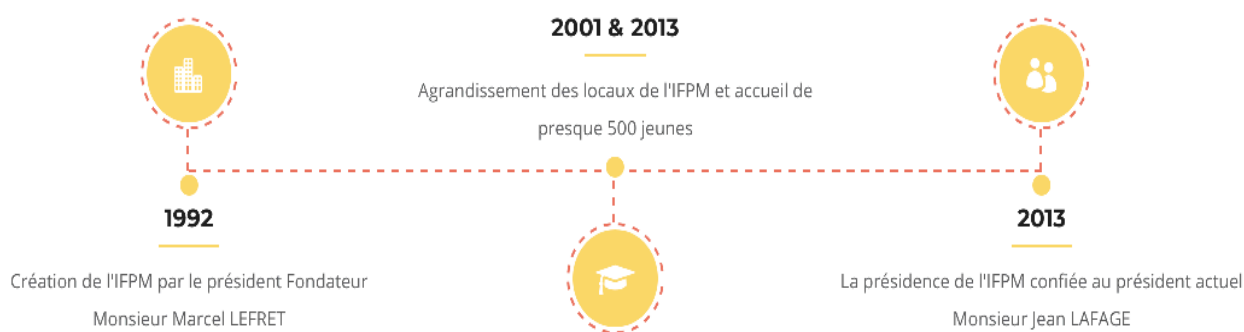 2001 & 2013
Agrandissement des locaux de l'IFPM et accueil de
presque 500 jeunes
1992
Création de l'IFPM par le président Fondateur
Monsieur Marcel LEFRET
2013
La présidence de l'IFPM confiée au président actuel
Monsieur Jean LAFAGE